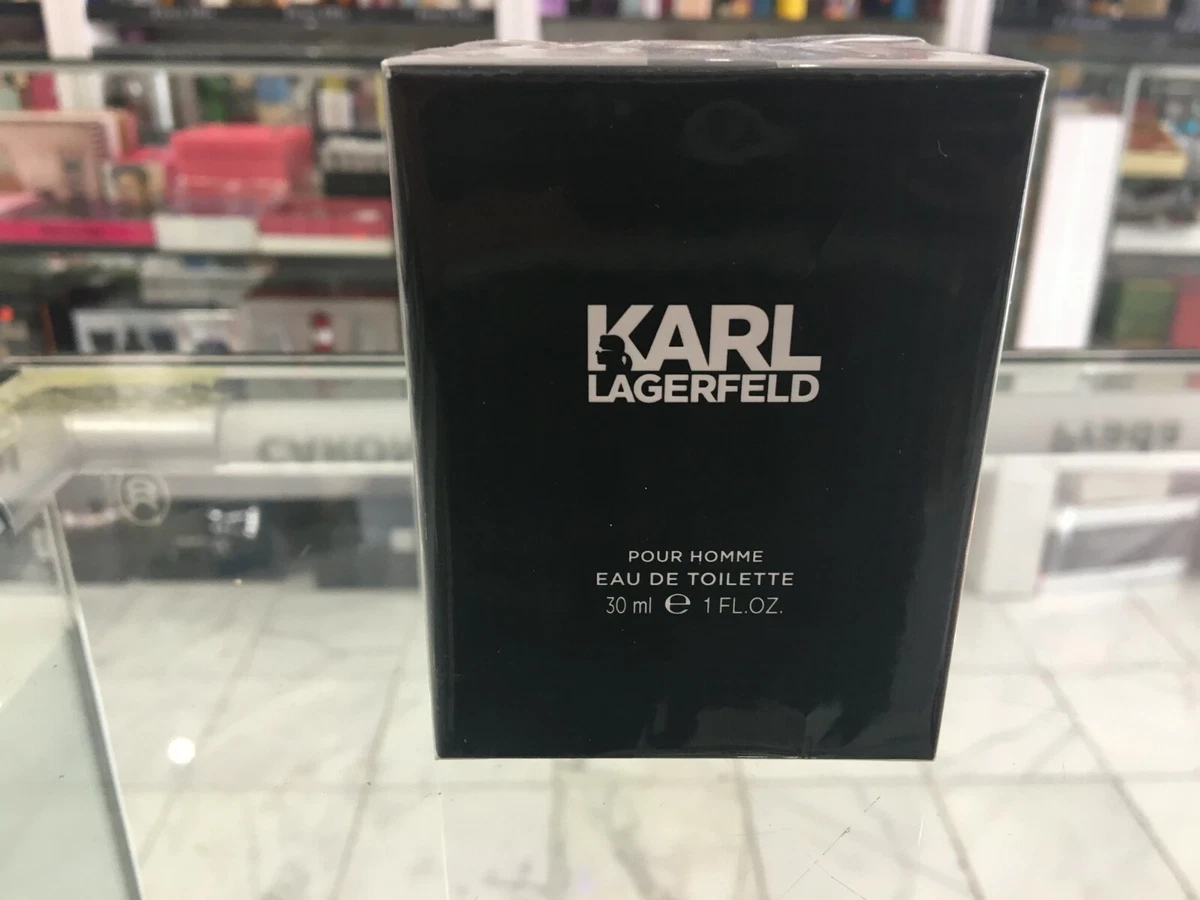 KARL
LAGERFELD
POUR HOMME
EAU DE TOILETTE
30 ml ℮ 1 FL.OZ.